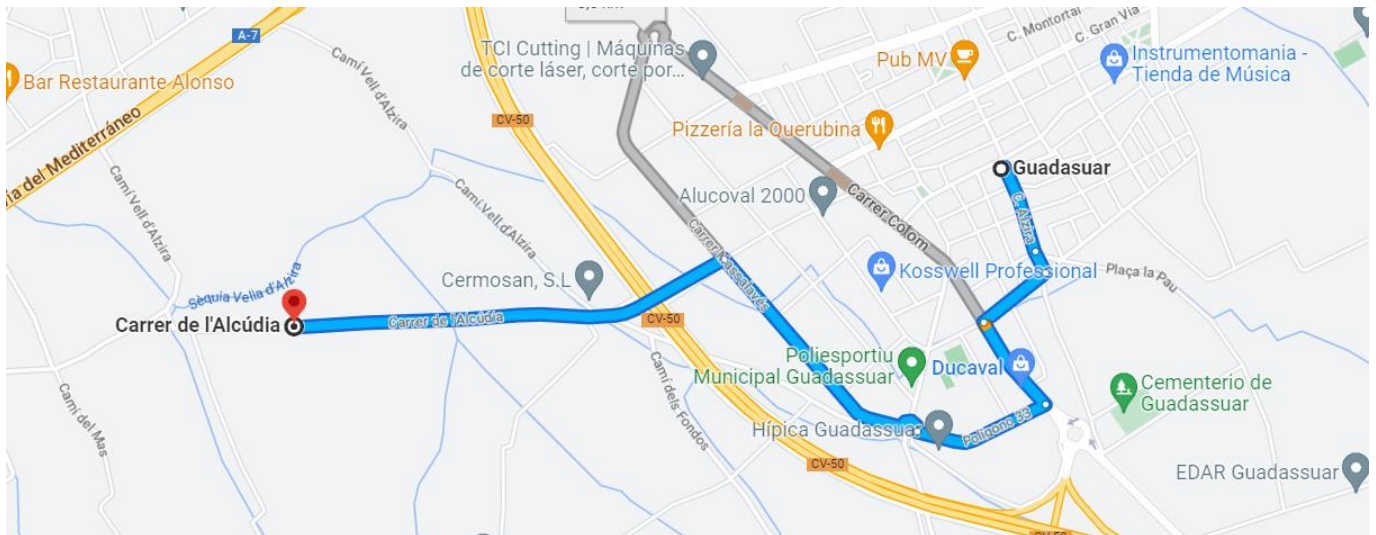 A-7
Bar Restaurante Alonso
ía del Mediterráneo
Camí Vell d'Alzira
Camí Vell d'Alzira
Camí Vell d'Alzira
CV-50
TCI Cutting | Máquinas
de corte láser, corte por...
Pub MV
C. Montortal
C. Gran Vía
Instrumentomania -
Tienda de Música
Pizzería la Querubina
Guadasuar
C. Alzira
Alucoval 2000
Carrer Colom
Kosswell Professional
Plaça la Pau
Cermosan, S.L
Carrer Massalavés
Sèquia Vella d'Alzira
Carrer de l'Alcúdia
Carrer de l'Alcúdia
CV-50
Poliesportiu
Municipal Guadassuar
Ducaval
Cementerio de
Guadassuar
Camí del Mas
Camí dels Fondos
Hípica Guadassuar
Polígono 33
CV-50
EDAR Guadassuar
CV-50